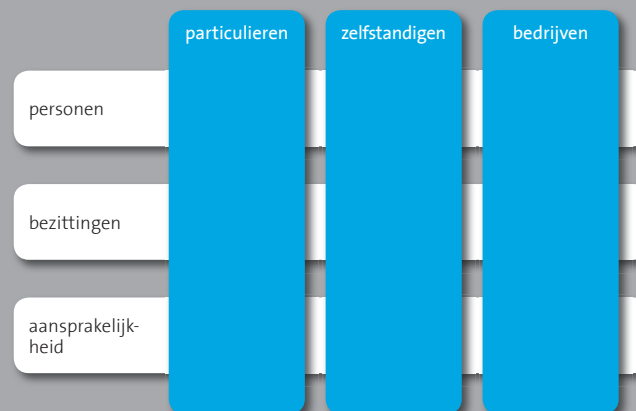 particulieren zelfstandigen bedrijven
personen
bezittingen
aansprakelijk-
heid